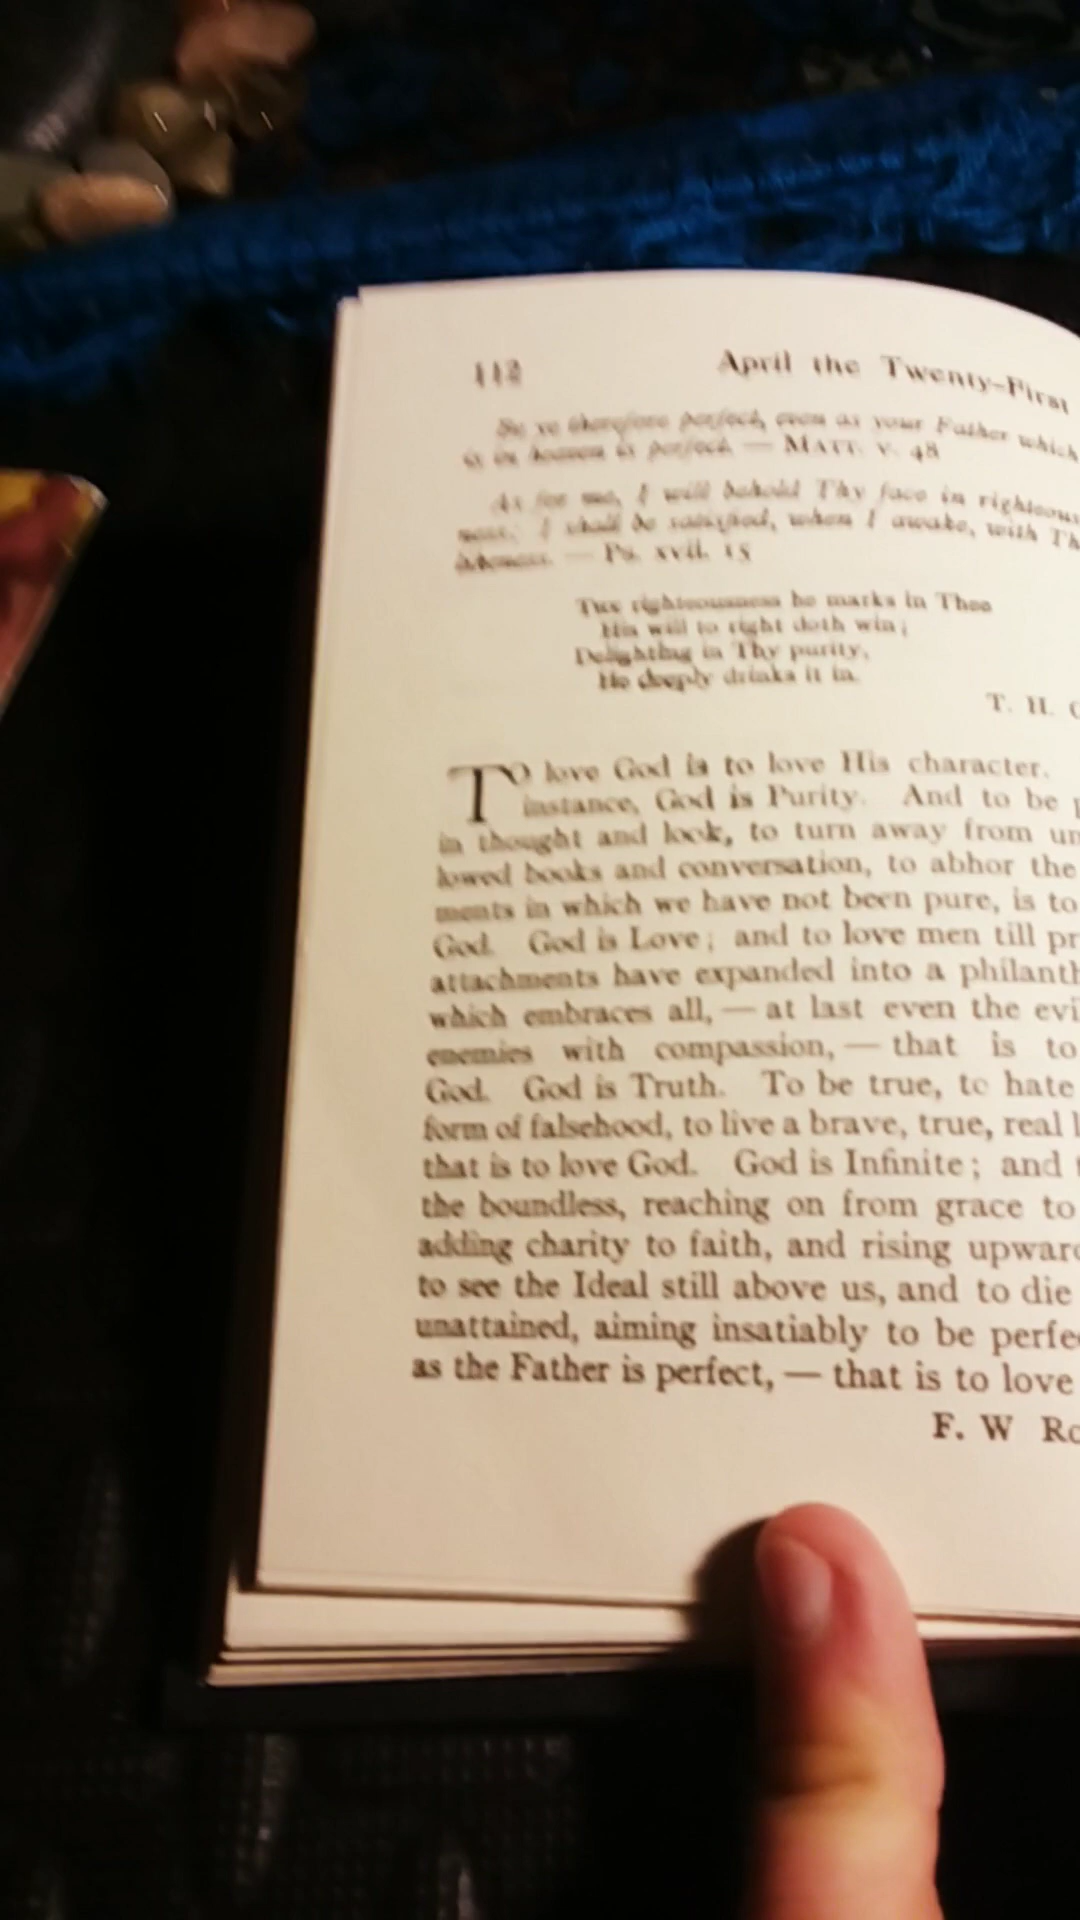 112 April the Twenty-First
Be ye therefore perfect, even as your Father which
is in heaven is perfect. — MATT. v. 48
As for me, I will behold Thy face in righteous
ness: I shall be satisfied, when I awake, with Th
likeness. — Ps. xvii. 15
THE righteousness he marks in Thee
His will to right doth win;
Delighting in Thy purity,
He deeply drinks it in.
T. H.
TO love God is to love His character.
instance, God is Purity. And to be p
in thought and look, to turn away from un
lowed books and conversation, to abhor the
ments in which we have not been pure, is to
God. God is Love; and to love men till pr
attachments have expanded into a philanth
which embraces all, — at last even the evi
enemies with compassion, — that is to
God. God is Truth. To be true, to hate
form of falsehood, to live a brave, true, real l
that is to love God. God is Infinite; and t
the boundless, reaching on from grace to
adding charity to faith, and rising upward
to see the Ideal still above us, and to die
unattained, aiming insatiably to be perfec
as the Father is perfect, — that is to love
F. W Ro